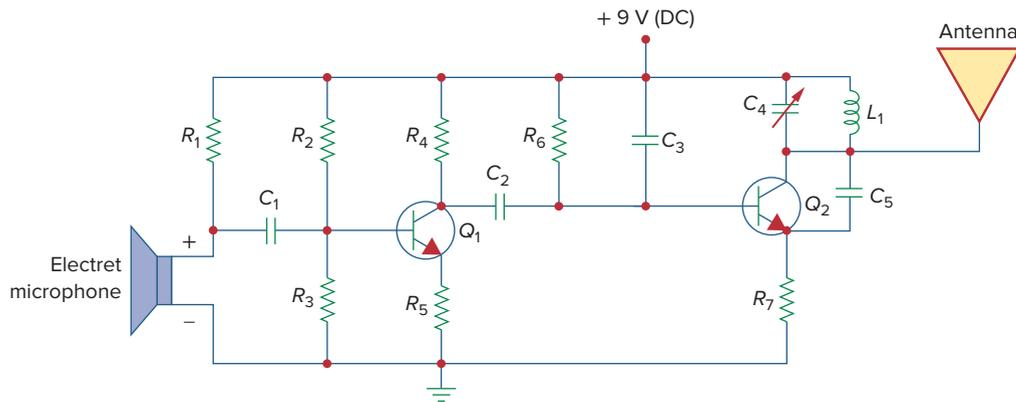 + 9 V (DC)
Antenna
R1
R2
R4
R6
C3
C4
L1
C1
C2
Q1
Q2
C5
+
Electret
microphone
–
R3
R5
R7